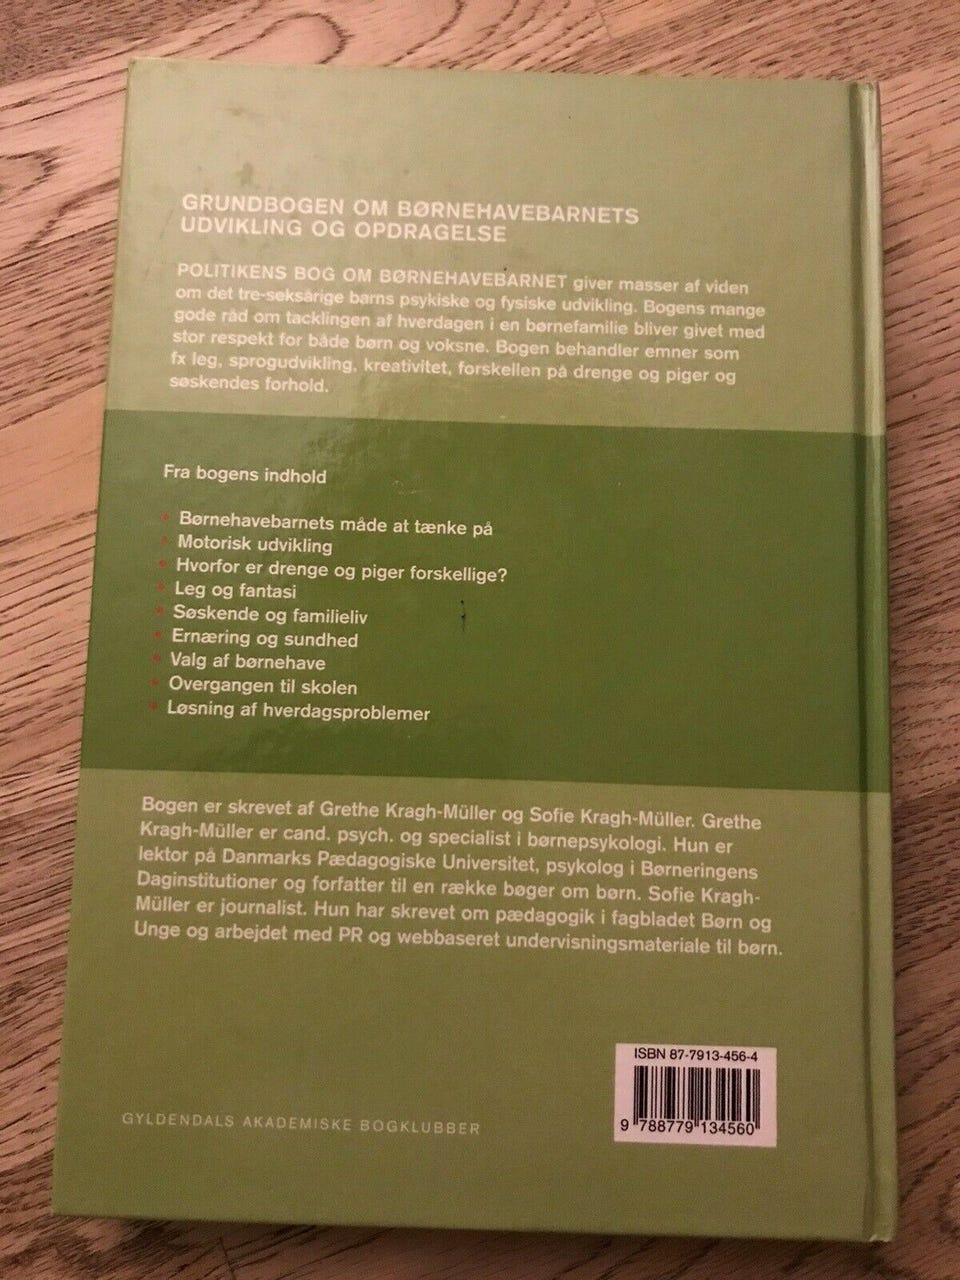 GRUNDBOGEN OM BØRNEHAVEBARNETS
UDVIKLING OG OPDRAGELSE
POLITIKENS BOG OM BØRNEHAVEBARNET giver masser af viden
om det tre-seksårige barns psykiske og fysiske udvikling. Bogens mange
gode råd om tacklingen af hverdagen i en børnefamilie bliver givet med
stor respekt for både børn og voksne. Bogen behandler emner som
fx leg, sprogudvikling, kreativitet, forskellen på drenge og piger og
søskendes forhold.
Fra bogens indhold
• Børnehavebarnets måde at tænke på
• Motorisk udvikling
• Hvorfor er drenge og piger forskellige?
• Leg og fantasi
• Søskende og familieliv
• Ernæring og sundhed
• Valg af børnehave
• Overgangen til skolen
• Løsning af hverdagsproblemer
Bogen er skrevet af Grethe Kragh-Müller og Sofie Kragh-Müller. Grethe
Kragh-Müller er cand. psych. og specialist i børnepsykologi. Hun er
lektor på Danmarks Pædagogiske Universitet, psykolog i Børneringens
Daginstitutioner og forfatter til en række bøger om børn. Sofie Kragh-
Müller er journalist. Hun har skrevet om pædagogik i fagbladet Børn og
Unge og arbejdet med PR og webbaseret undervisningsmateriale til børn.
ISBN 87-7913-456-4
9 788779 134560
GYLDENDALS AKADEMISKE BOGKLUBBER